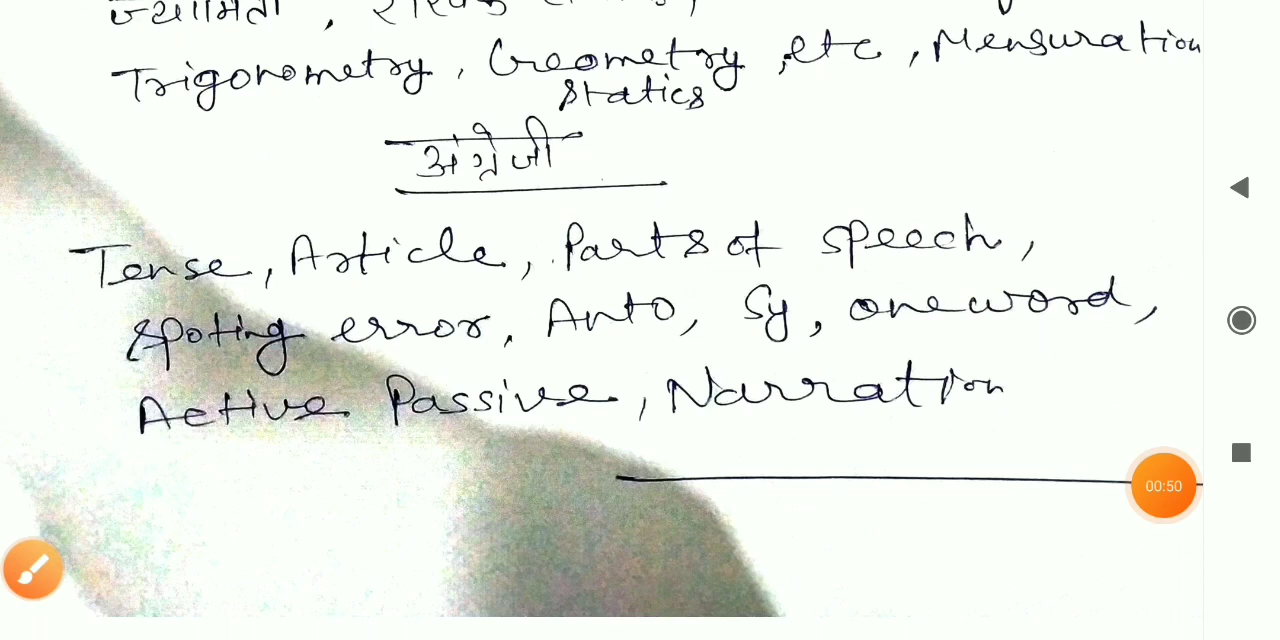 ज्यामिती,
Trigonometry, Geometry, etc, Mensuration
Statics
अंग्रेजी
Tense, Article, Parts of speech,
Spoting error, Anto, Sy, oneword,
Active Passive, Narration
00:50